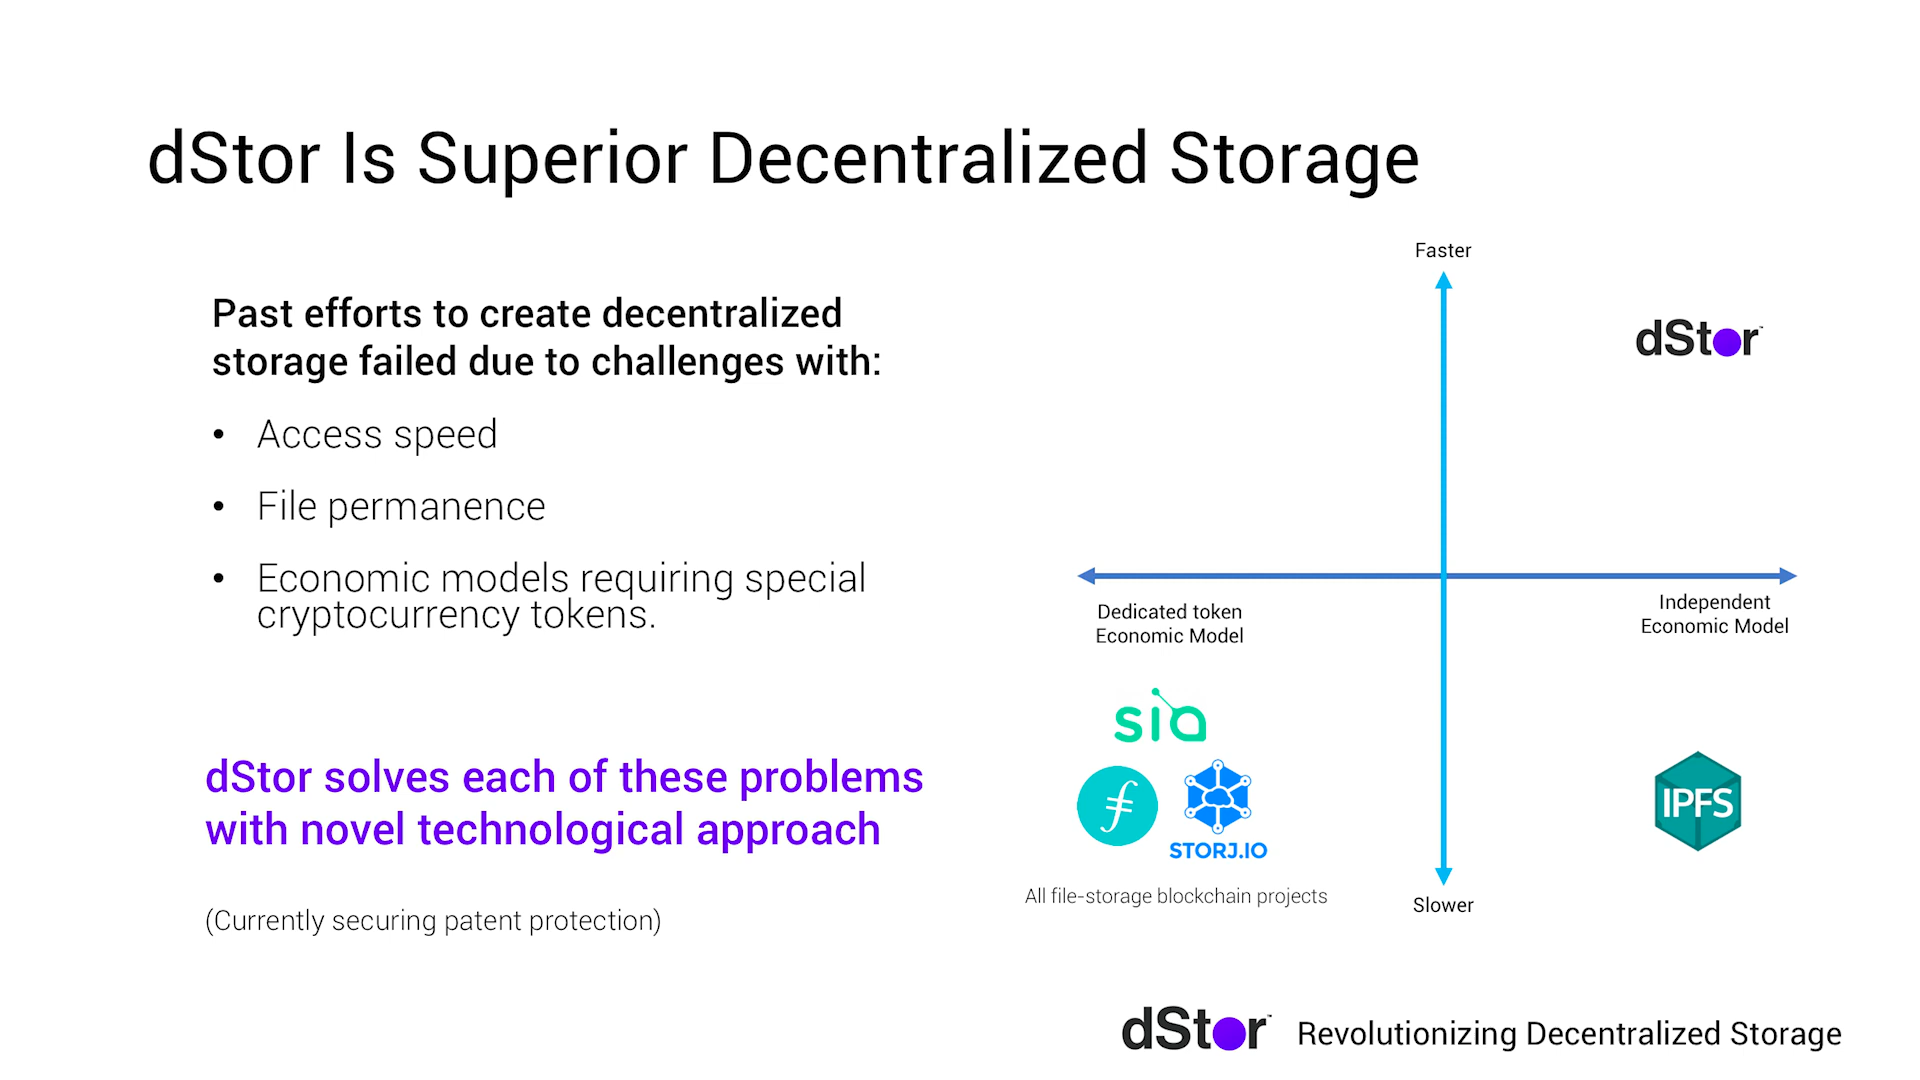 dStor Is Superior Decentralized Storage
Past efforts to create decentralized
storage failed due to challenges with:
• Access speed
• File permanence
• Economic models requiring special
cryptocurrency tokens.
dStor solves each of these problems
with novel technological approach
(Currently securing patent protection)
Faster
dStor™
Dedicated token
Economic Model
Independent
Economic Model
sia
STORJ.IO
IPFS
All file-storage blockchain projects
Slower
dStor™ Revolutionizing Decentralized Storage